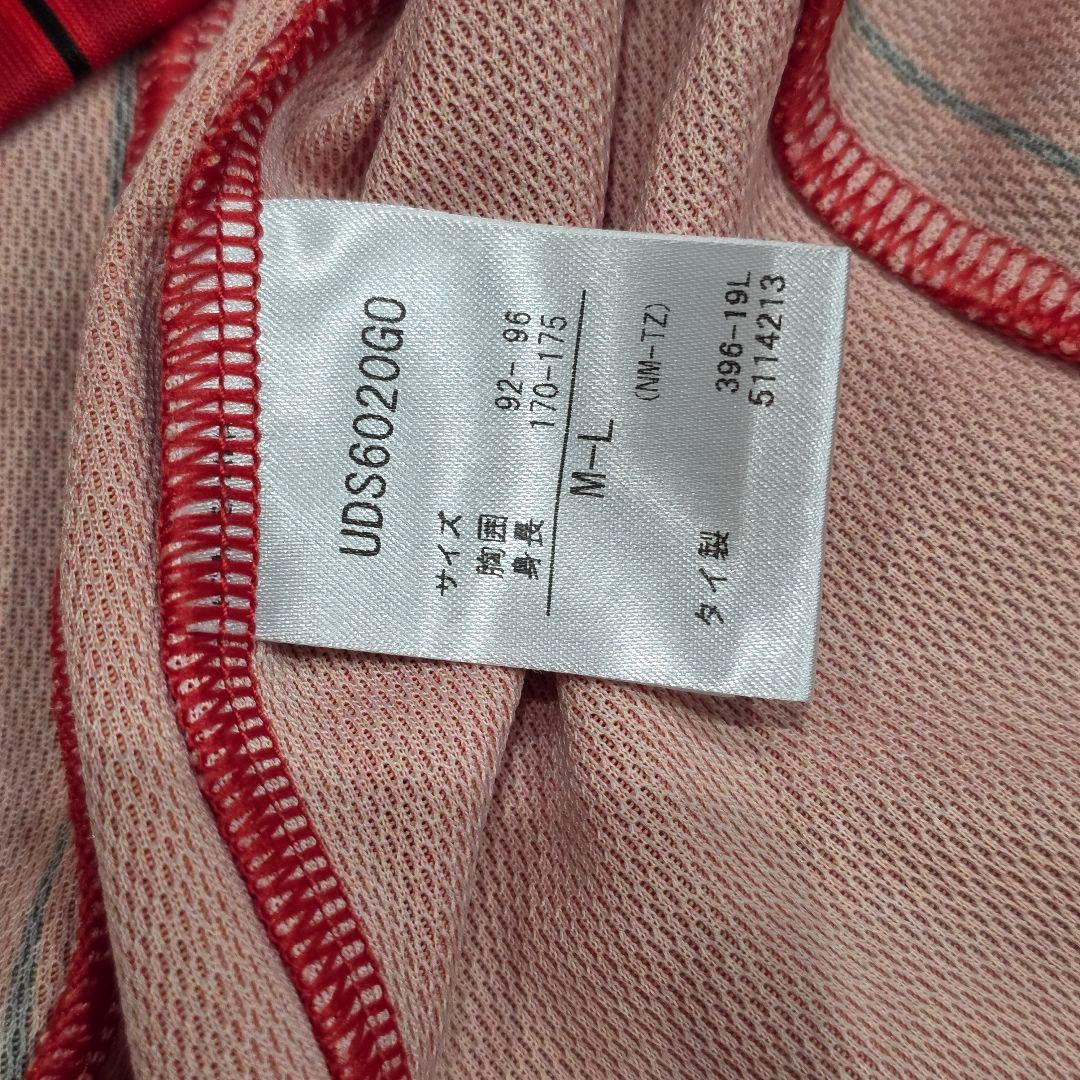 UDS6020GO
サイズ
胸囲 92- 96
身長 170-175
M-L
(NM-TZ)
タイ製 396-19L
5114213